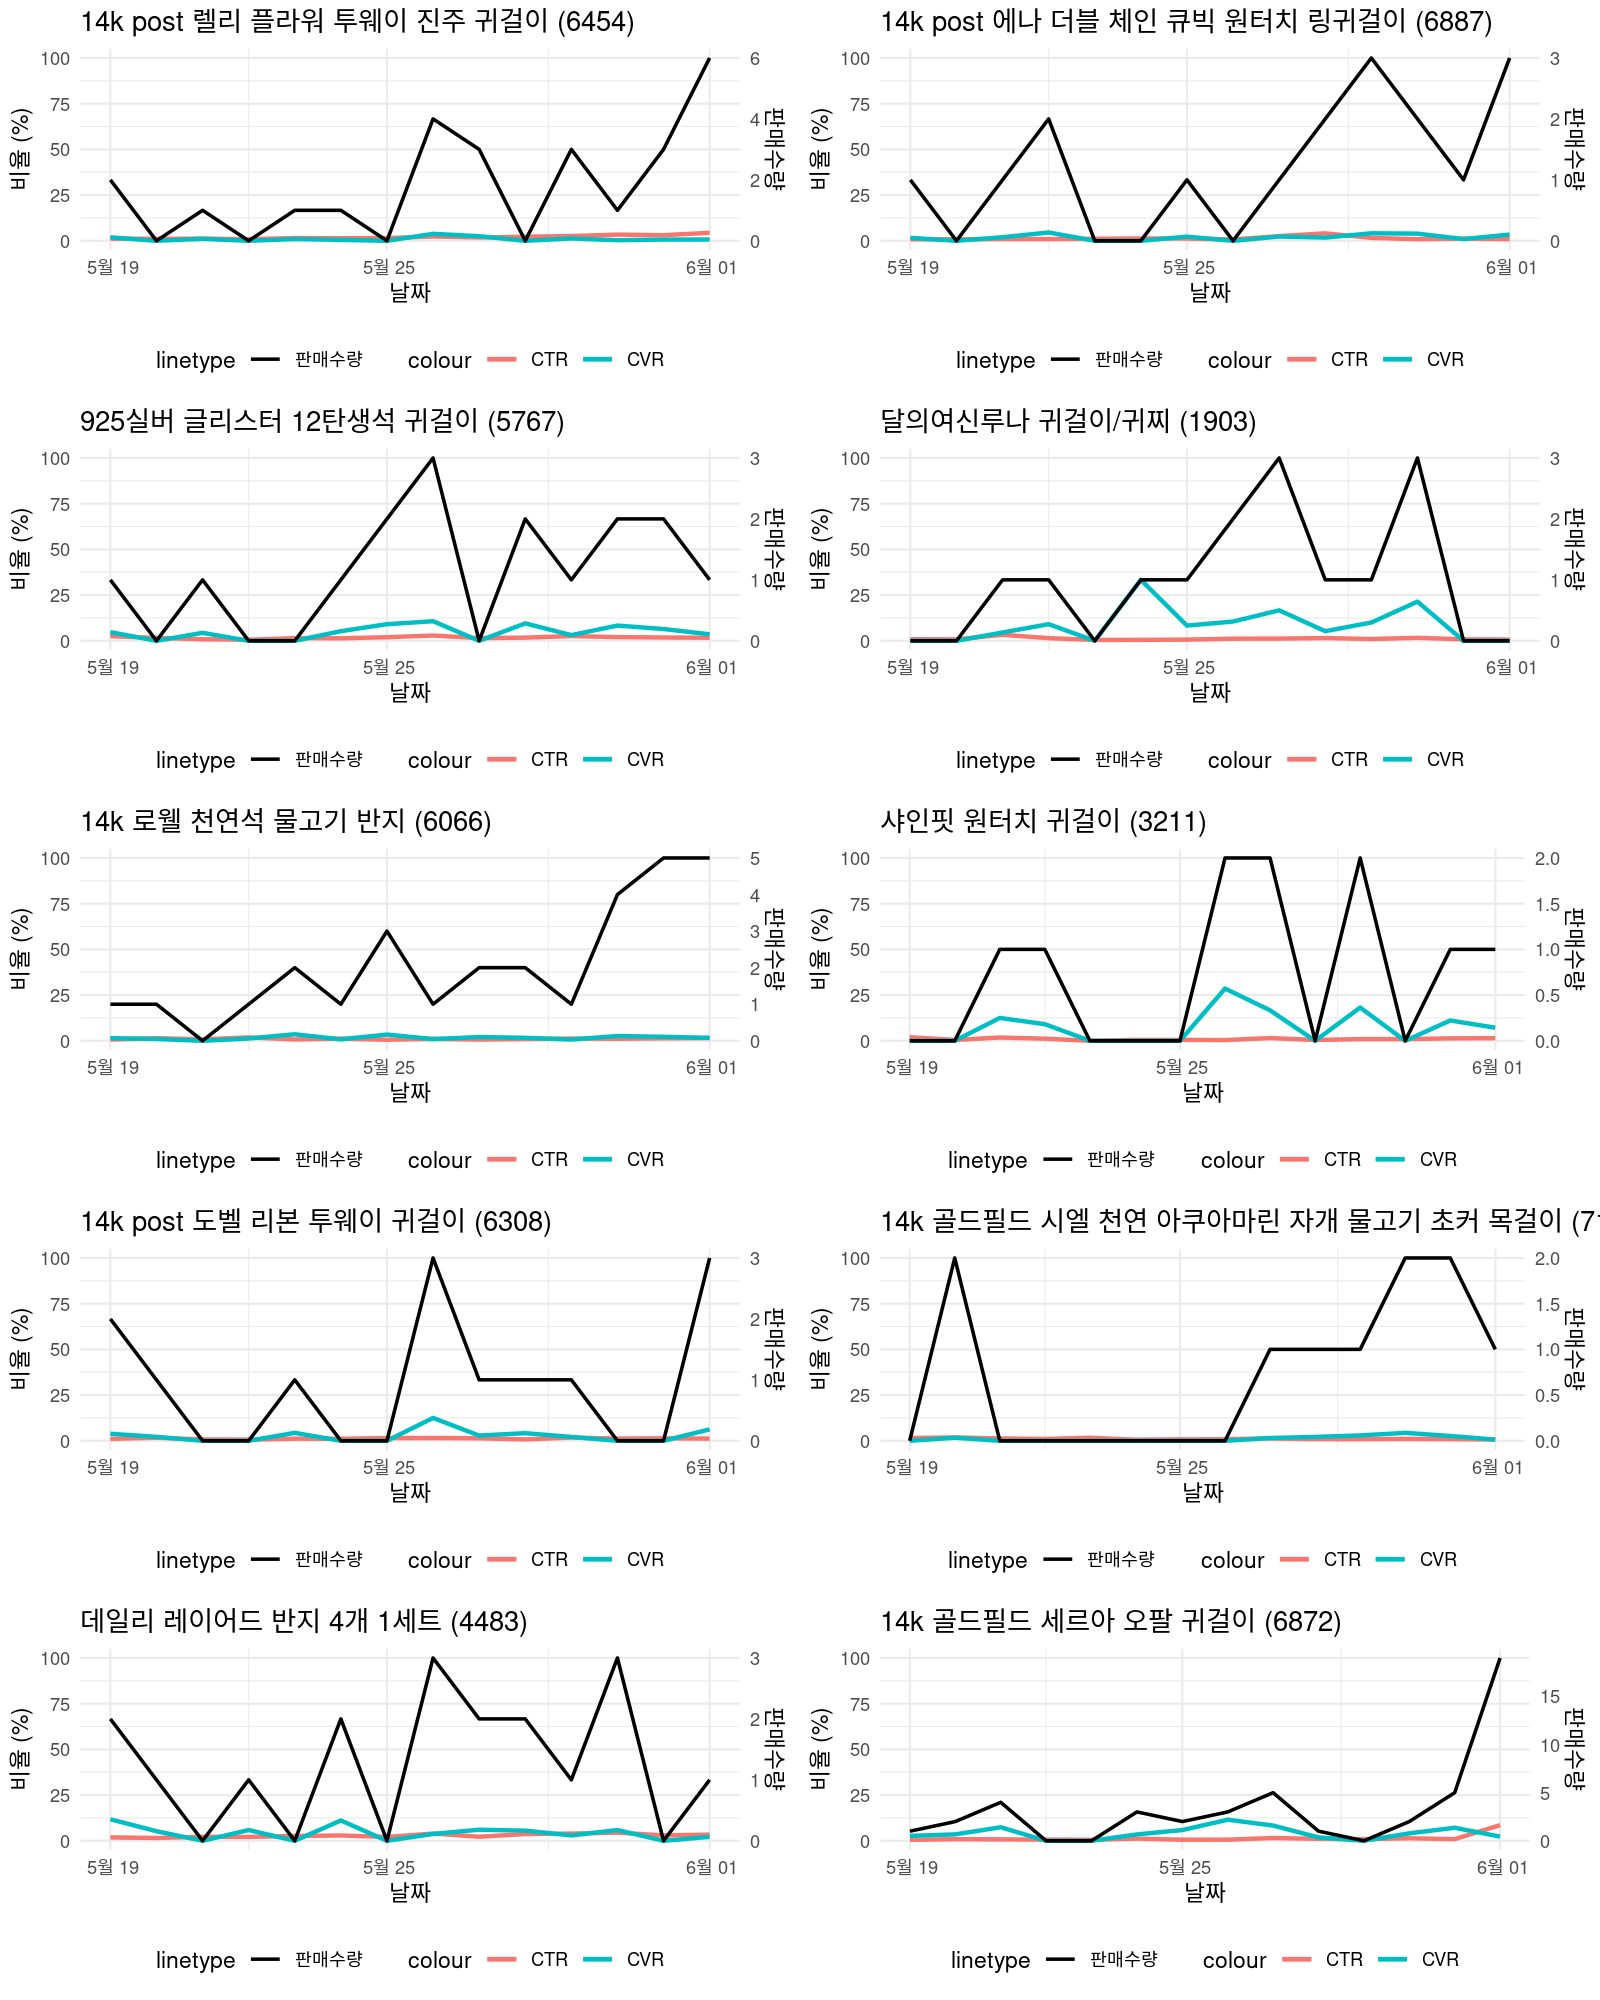 14k post 렐리 플라워 투웨이 진주 귀걸이 (6454)
100
75
50
25
0
비율 (%)
6
4
2
0
판매수량
5월 19
5월 25
6월 01
날짜
linetype 판매수량 colour CTR CVR
14k post 에나 더블 체인 큐빅 원터치 링귀걸이 (6887)
100
75
50
25
0
비율 (%)
3
2
1
0
판매수량
5월 19
5월 25
6월 01
날짜
linetype 판매수량 colour CTR CVR
925실버 글리스터 12탄생석 귀걸이 (5767)
100
75
50
25
0
비율 (%)
3
2
1
0
판매수량
5월 19
5월 25
6월 01
날짜
linetype 판매수량 colour CTR CVR
달의여신루나 귀걸이/귀찌 (1903)
100
75
50
25
0
비율 (%)
3
2
1
0
판매수량
5월 19
5월 25
6월 01
날짜
linetype 판매수량 colour CTR CVR
14k 로웰 천연석 물고기 반지 (6066)
100
75
50
25
0
비율 (%)
5
4
3
2
1
0
판매수량
5월 19
5월 25
6월 01
날짜
linetype 판매수량 colour CTR CVR
샤인핏 원터치 귀걸이 (3211)
100
75
50
25
0
비율 (%)
2.0
1.5
1.0
0.5
0.0
판매수량
5월 19
5월 25
6월 01
날짜
linetype 판매수량 colour CTR CVR
14k post 도벨 리본 투웨이 귀걸이 (6308)
100
75
50
25
0
비율 (%)
3
2
1
0
판매수량
5월 19
5월 25
6월 01
날짜
linetype 판매수량 colour CTR CVR
14k 골드필드 시엘 천연 아쿠아마린 자개 물고기 초커 목걸이
100
75
50
25
0
비율 (%)
2.0
1.5
1.0
0.5
0.0
판매수량
5월 19
5월 25
6월 01
날짜
linetype 판매수량 colour CTR CVR
데일리 레이어드 반지 4개 1세트 (4483)
100
75
50
25
0
비율 (%)
3
2
1
0
판매수량
5월 19
5월 25
6월 01
날짜
linetype 판매수량 colour CTR CVR
14k 골드필드 세르아 오팔 귀걸이 (6872)
100
75
50
25
0
비율 (%)
15
10
5
0
판매수량
5월 19
5월 25
6월 01
날짜
linetype 판매수량 colour CTR CVR